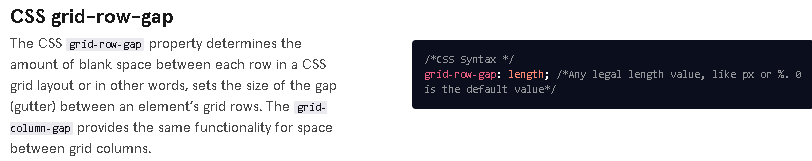 CSS grid-row-gap
The CSS grid-row-gap property determines the
amount of blank space between each row in a CSS
grid layout or in other words, sets the size of the gap
(gutter) between an element's grid rows. The grid-
column-gap provides the same functionality for space
between grid columns.
/*CSS Syntax */
grid-row-gap: length; /*Any legal length value, like px or %. 0
is the default value*/